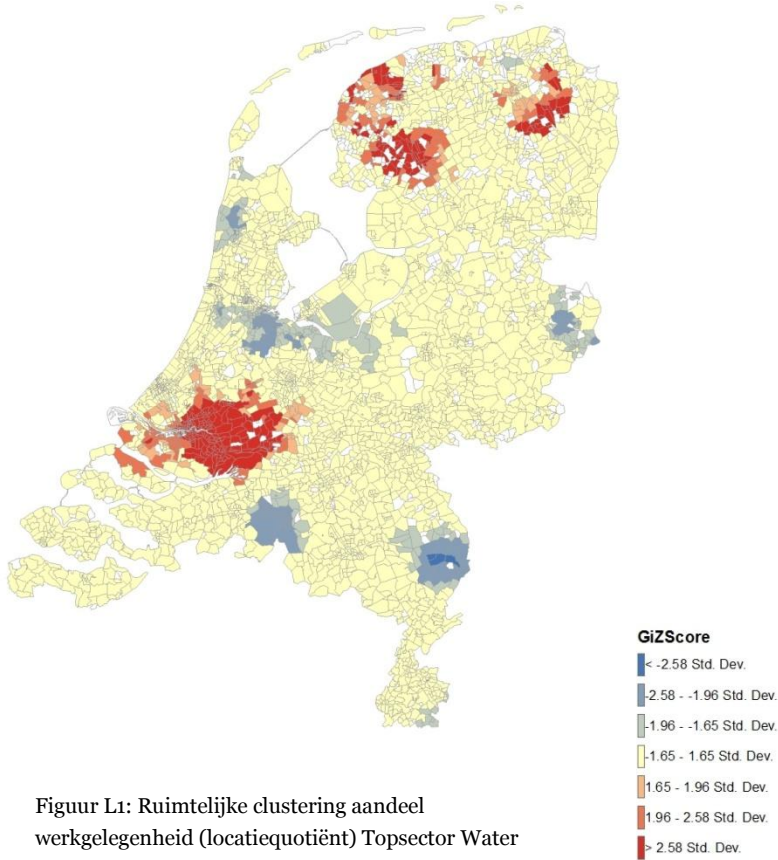 GiZScore
< -2.58 Std. Dev.
-2.58 - -1.96 Std. Dev.
-1.96 - -1.65 Std. Dev.
-1.65 - 1.65 Std. Dev.
1.65 - 1.96 Std. Dev.
1.96 - 2.58 Std. Dev.
> 2.58 Std. Dev.
Figuur L1: Ruimtelijke clustering aandeel
werkgelegenheid (locatiequotiënt) Topsector Water